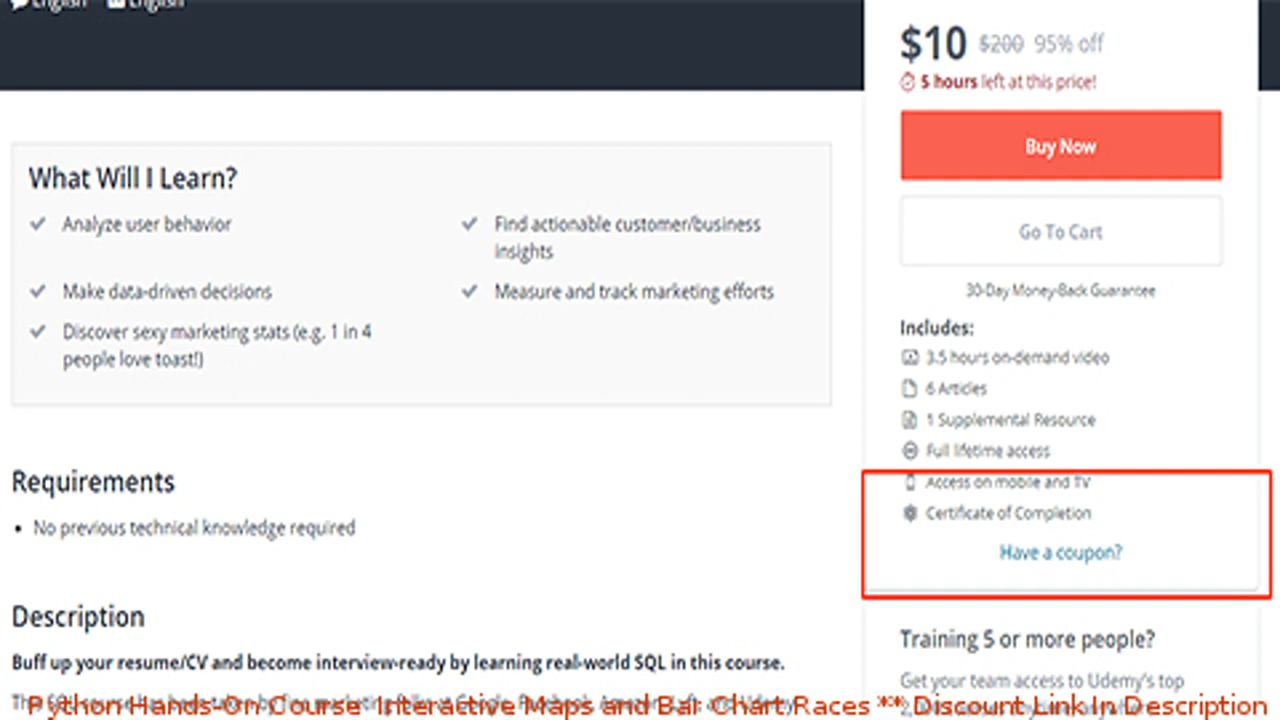 English English
$10 $200 95% off
5 hours left at this price!
Buy Now
Go To Cart
30-Day Money-Back Guarantee
Includes:
3.5 hours on-demand video
6 Articles
1 Supplemental Resource
Full lifetime access
Access on mobile and TV
Certificate of Completion
Have a coupon?
Training 5 or more people?
Get your team access to Udemy's top
What Will I Learn?
Analyze user behavior
Find actionable customer/business
insights
Make data-driven decisions
Measure and track marketing efforts
Discover sexy marketing stats (e.g. 1 in 4
people love toast!)
Requirements
• No previous technical knowledge required
Description
Buff up your resume/CV and become interview-ready by learning real-world SQL in this course.
Python Hands-On Course Interactive Maps and Bar Chart Races *** Discount Link In Description